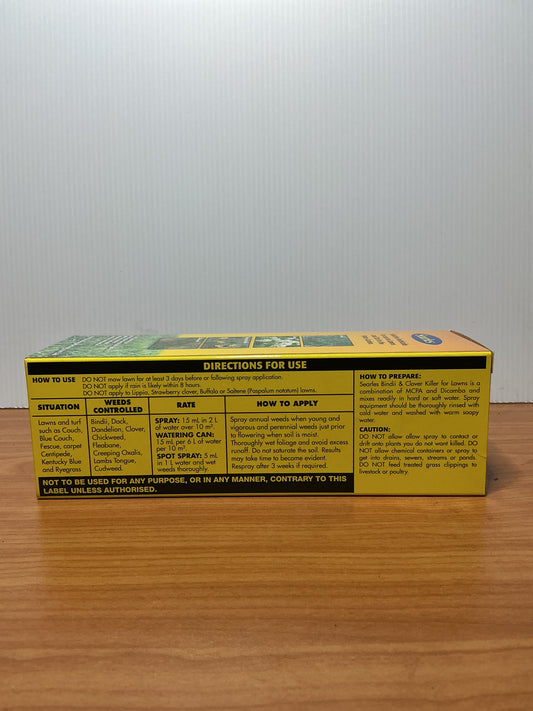 Searles
DIRECTIONS FOR USE
HOW TO USE
DO NOT mow lawn for at least 3 days before or following spray application.
DO NOT apply if rain is likely within 8 hours.
DO NOT apply to Lippia, Strawberry clover, Buffalo or Saltene (Paspalum notatum) lawns.
SITUATION
WEEDS
CONTROLLED
RATE
HOW TO APPLY
Lawns and turf
such as Couch,
Blue Couch,
Fescue, carpet
Centipede,
Kentucky Blue
and Ryegrass
Bindii, Dock,
Dandelion, Clover,
Chickweed,
Fleabane,
Creeping Oxalis,
Lambs Tongue,
Cudweed.
SPRAY: 15 mL in 2 L
of water over 10 m².
WATERING CAN:
15 mL per 6 L of water
per 10 m².
SPOT SPRAY: 5 mL
in 1 L water and wet
weeds thoroughly.
Spray annual weeds when young and
vigorous and perennial weeds just prior
to flowering when soil is moist.
Thoroughly wet foliage and avoid excess
runoff. Do not saturate the soil. Results
may take time to become evident.
Respray after 3 weeks if required.
NOT TO BE USED FOR ANY PURPOSE, OR IN ANY MANNER, CONTRARY TO THIS
LABEL UNLESS AUTHORISED.
HOW TO PREPARE:
Searles Bindii & Clover Killer for Lawns is a
combination of MCPA and Dicamba and
mixes readily in hard or soft water. Spray
equipment should be thoroughly rinsed with
cold water and washed with warm soapy
water.
CAUTION:
DO NOT allow allow spray to contact or
drift onto plants you do not want killed. DO
NOT allow chemical containers or spray to
get into drains, sewers, streams or ponds.
DO NOT feed treated grass clippings to
livestock or poultry.